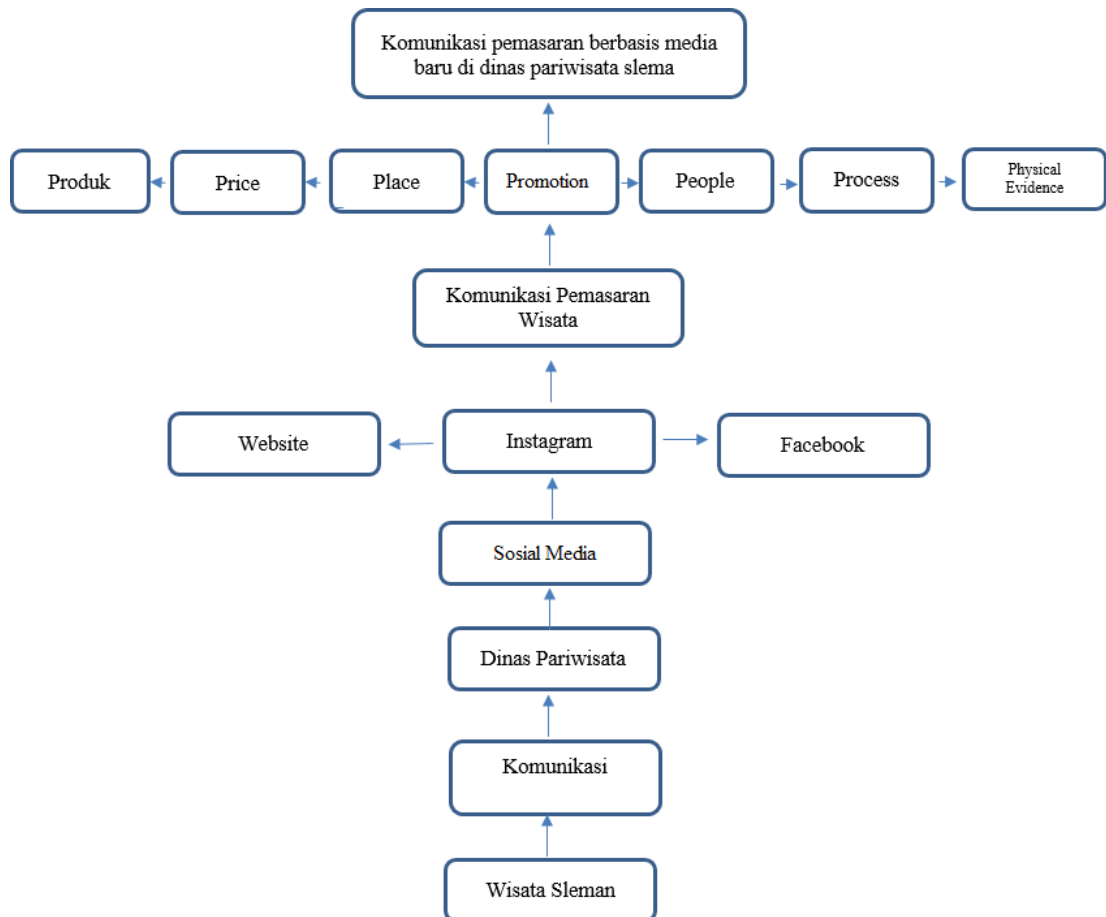 Komunikasi pemasaran berbasis media
baru di dinas pariwisata slema
Produk
Price
Place
Promotion
People
Process
Physical
Evidence
Komunikasi Pemasaran
Wisata
Website
Instagram
Facebook
Sosial Media
Dinas Pariwisata
Komunikasi
Wisata Sleman